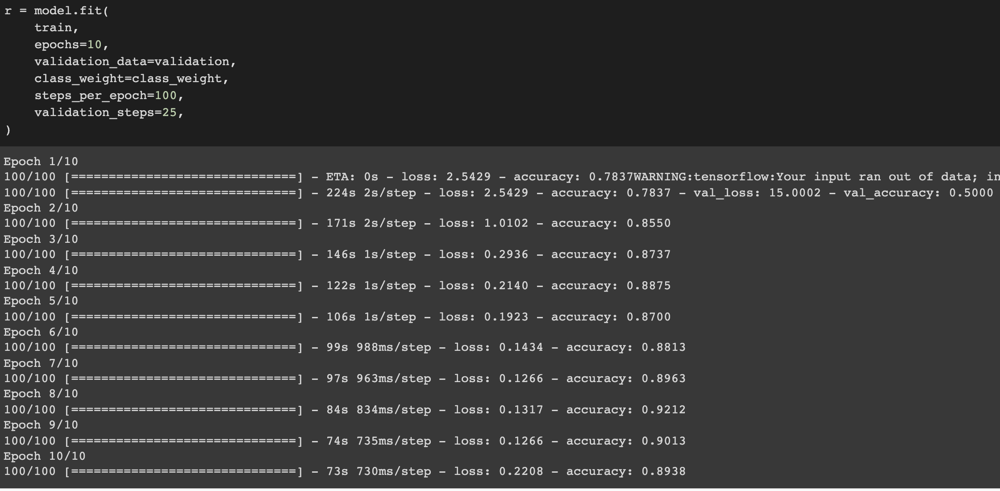 r = model.fit(
    train,
    epochs=10,
    validation_data=validation,
    class_weight=class_weight,
    steps_per_epoch=100,
    validation_steps=25,
)
Epoch 1/10
100/100 [==============================] - ETA: 0s - loss: 2.5429 - accuracy: 0.7837WARNING:tensorflow:Your input ran out of data; in
100/100 [==============================] - 224s 2s/step - loss: 2.5429 - accuracy: 0.7837 - val_loss: 15.0002 - val_accuracy: 0.5000
Epoch 2/10
100/100 [==============================] - 171s 2s/step - loss: 1.0102 - accuracy: 0.8550
Epoch 3/10
100/100 [==============================] - 146s 1s/step - loss: 0.2936 - accuracy: 0.8737
Epoch 4/10
100/100 [==============================] - 122s 1s/step - loss: 0.2140 - accuracy: 0.8875
Epoch 5/10
100/100 [==============================] - 106s 1s/step - loss: 0.1923 - accuracy: 0.8700
Epoch 6/10
100/100 [==============================] - 99s 988ms/step - loss: 0.1434 - accuracy: 0.8813
Epoch 7/10
100/100 [==============================] - 97s 963ms/step - loss: 0.1266 - accuracy: 0.8963
Epoch 8/10
100/100 [==============================] - 84s 834ms/step - loss: 0.1317 - accuracy: 0.9212
Epoch 9/10
100/100 [==============================] - 74s 735ms/step - loss: 0.1266 - accuracy: 0.9013
Epoch 10/10
100/100 [==============================] - 73s 730ms/step - loss: 0.2208 - accuracy: 0.8938